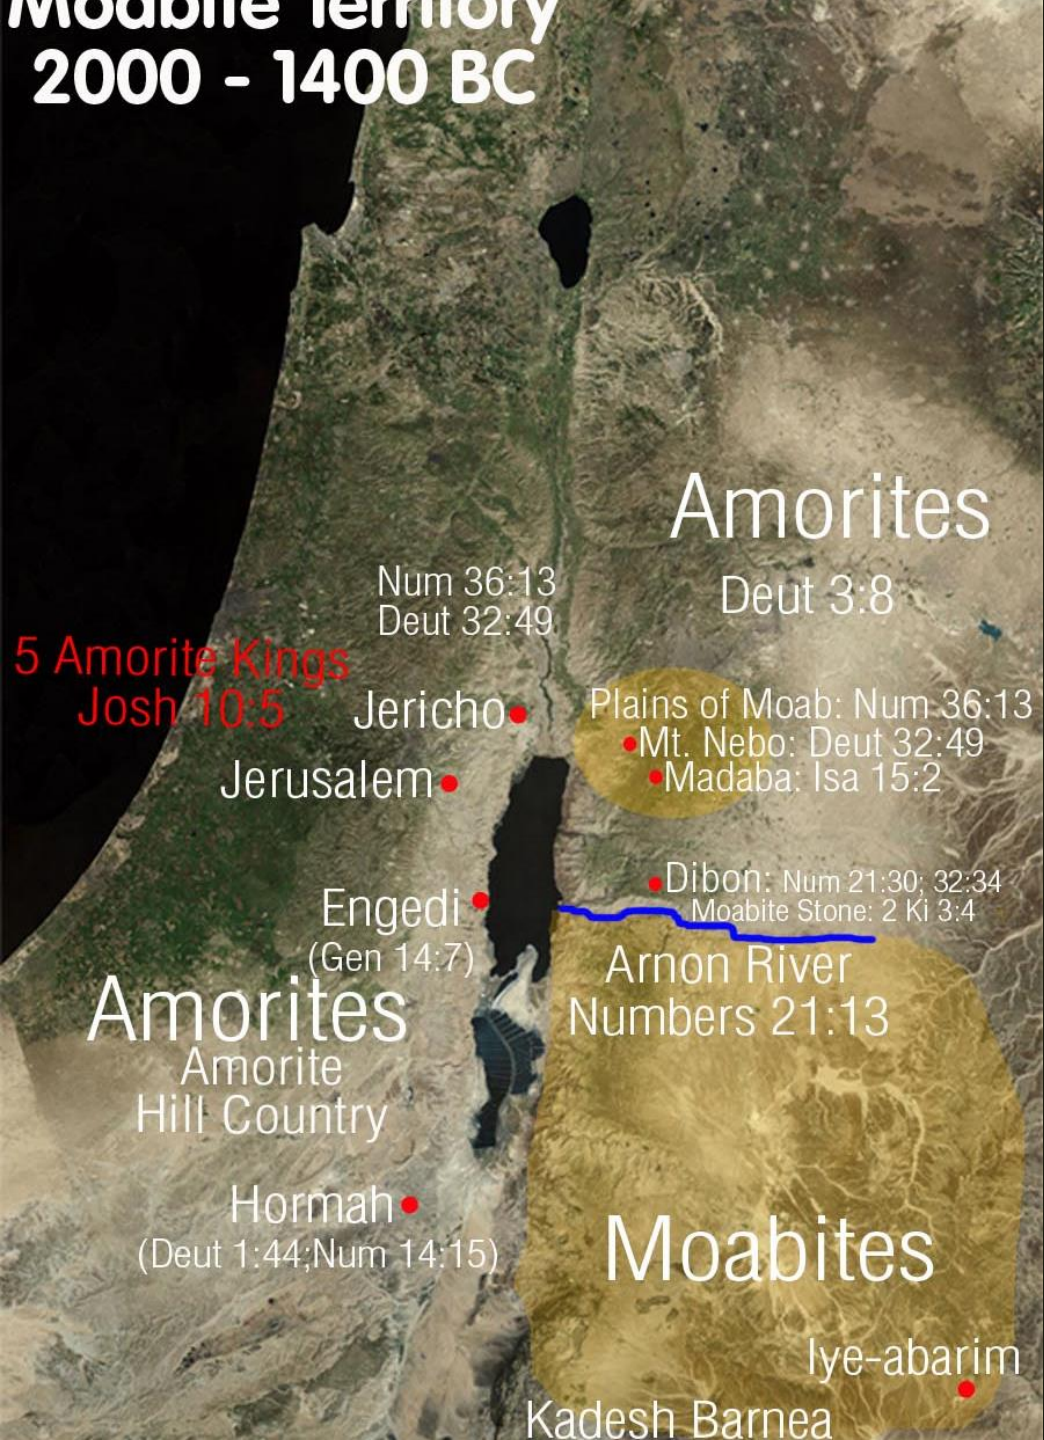 Moabite Territory
2000 - 1400 BC
Amorites
Deut 3:8
Num 36:13
Deut 32:49
5 Amorite Kings
Josh 10:5
Jericho
Plains of Moab: Num 36:13
Mt. Nebo: Deut 32:49
Madaba: Isa 15:2
Jerusalem
Dibon: Num 21:30; 32:34
Moabite Stone: 2 Ki 3:4
Engedi
(Gen 14:7)
Arnon River
Numbers 21:13
Amorites
Amorite
Hill Country
Hormah
(Deut 1:44;Num 14:15)
Moabites
Iye-abarim
Kadesh Barnea